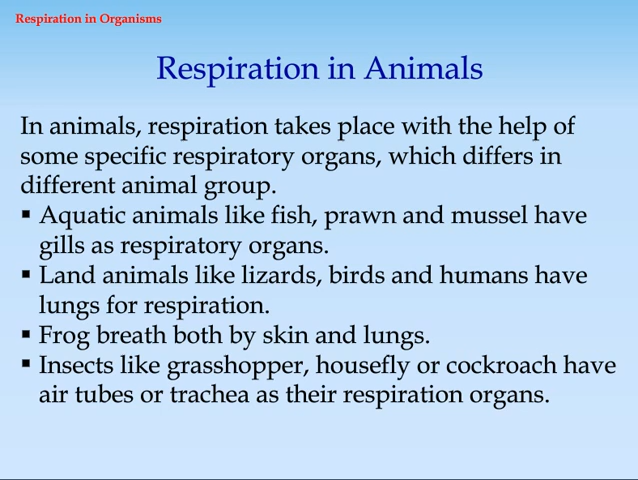 Respiration in Organisms
Respiration in Animals
In animals, respiration takes place with the help of
some specific respiratory organs, which differs in
different animal group.
▪ Aquatic animals like fish, prawn and mussel have
gills as respiratory organs.
▪ Land animals like lizards, birds and humans have
lungs for respiration.
▪ Frog breath both by skin and lungs.
▪ Insects like grasshopper, housefly or cockroach have
air tubes or trachea as their respiration organs.